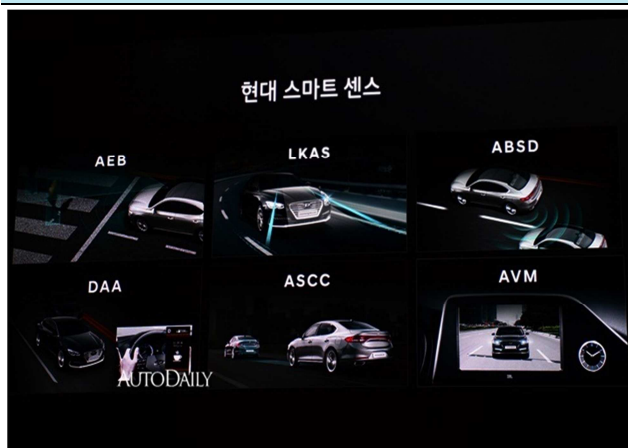 현대 스마트 센스
AEB
LKAS
ABSD
DAA
ASCC
AVM
AUTODAILY